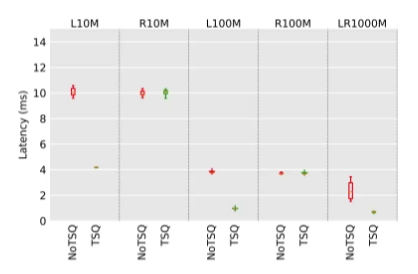 L10M R10M L100M R100M LR1000M
14
12
10
8
6
4
2
0
Latency (ms)
NoTSQ TSQ NoTSQ TSQ NoTSQ TSQ NoTSQ TSQ NoTSQ TSQ